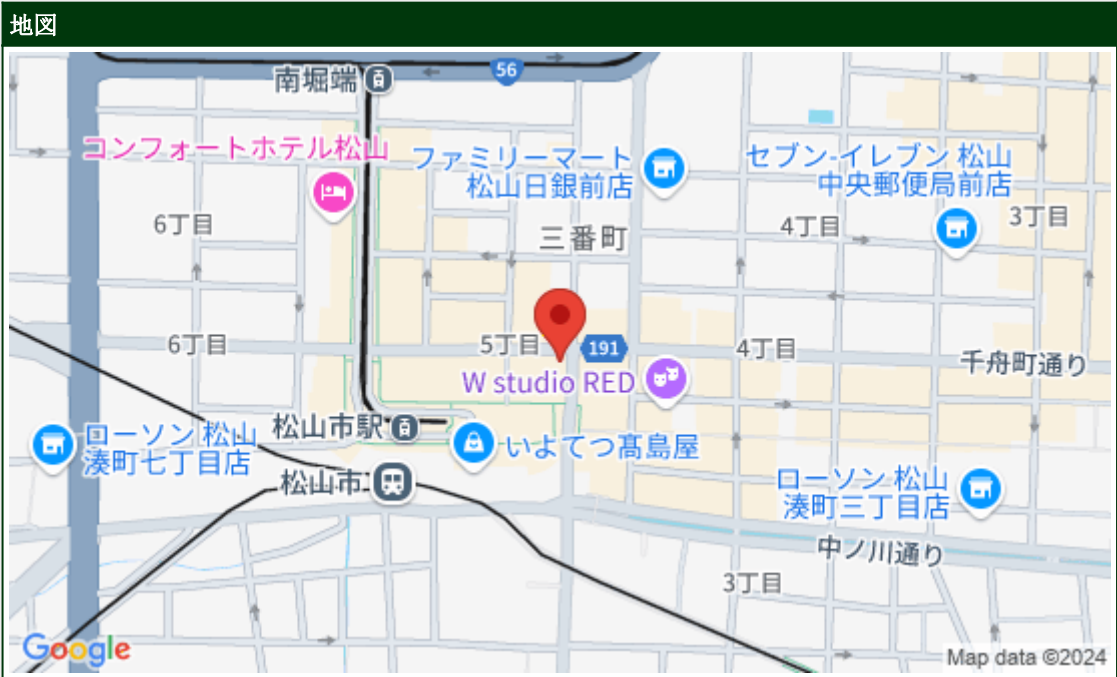 地図
南堀端
56
コンフォートホテル松山
ファミリーマート
松山日銀前店
セブン-イレブン 松山
中央郵便局前店
6丁目
三番町
4丁目
3丁目
6丁目
5丁目
191
4丁目
千舟町通り
W studio RED
ローソン 松山
湊町七丁目店
松山市駅
いよてつ髙島屋
松山市
ローソン 松山
湊町三丁目店
中ノ川通り
3丁目
Google
Map data ©2024